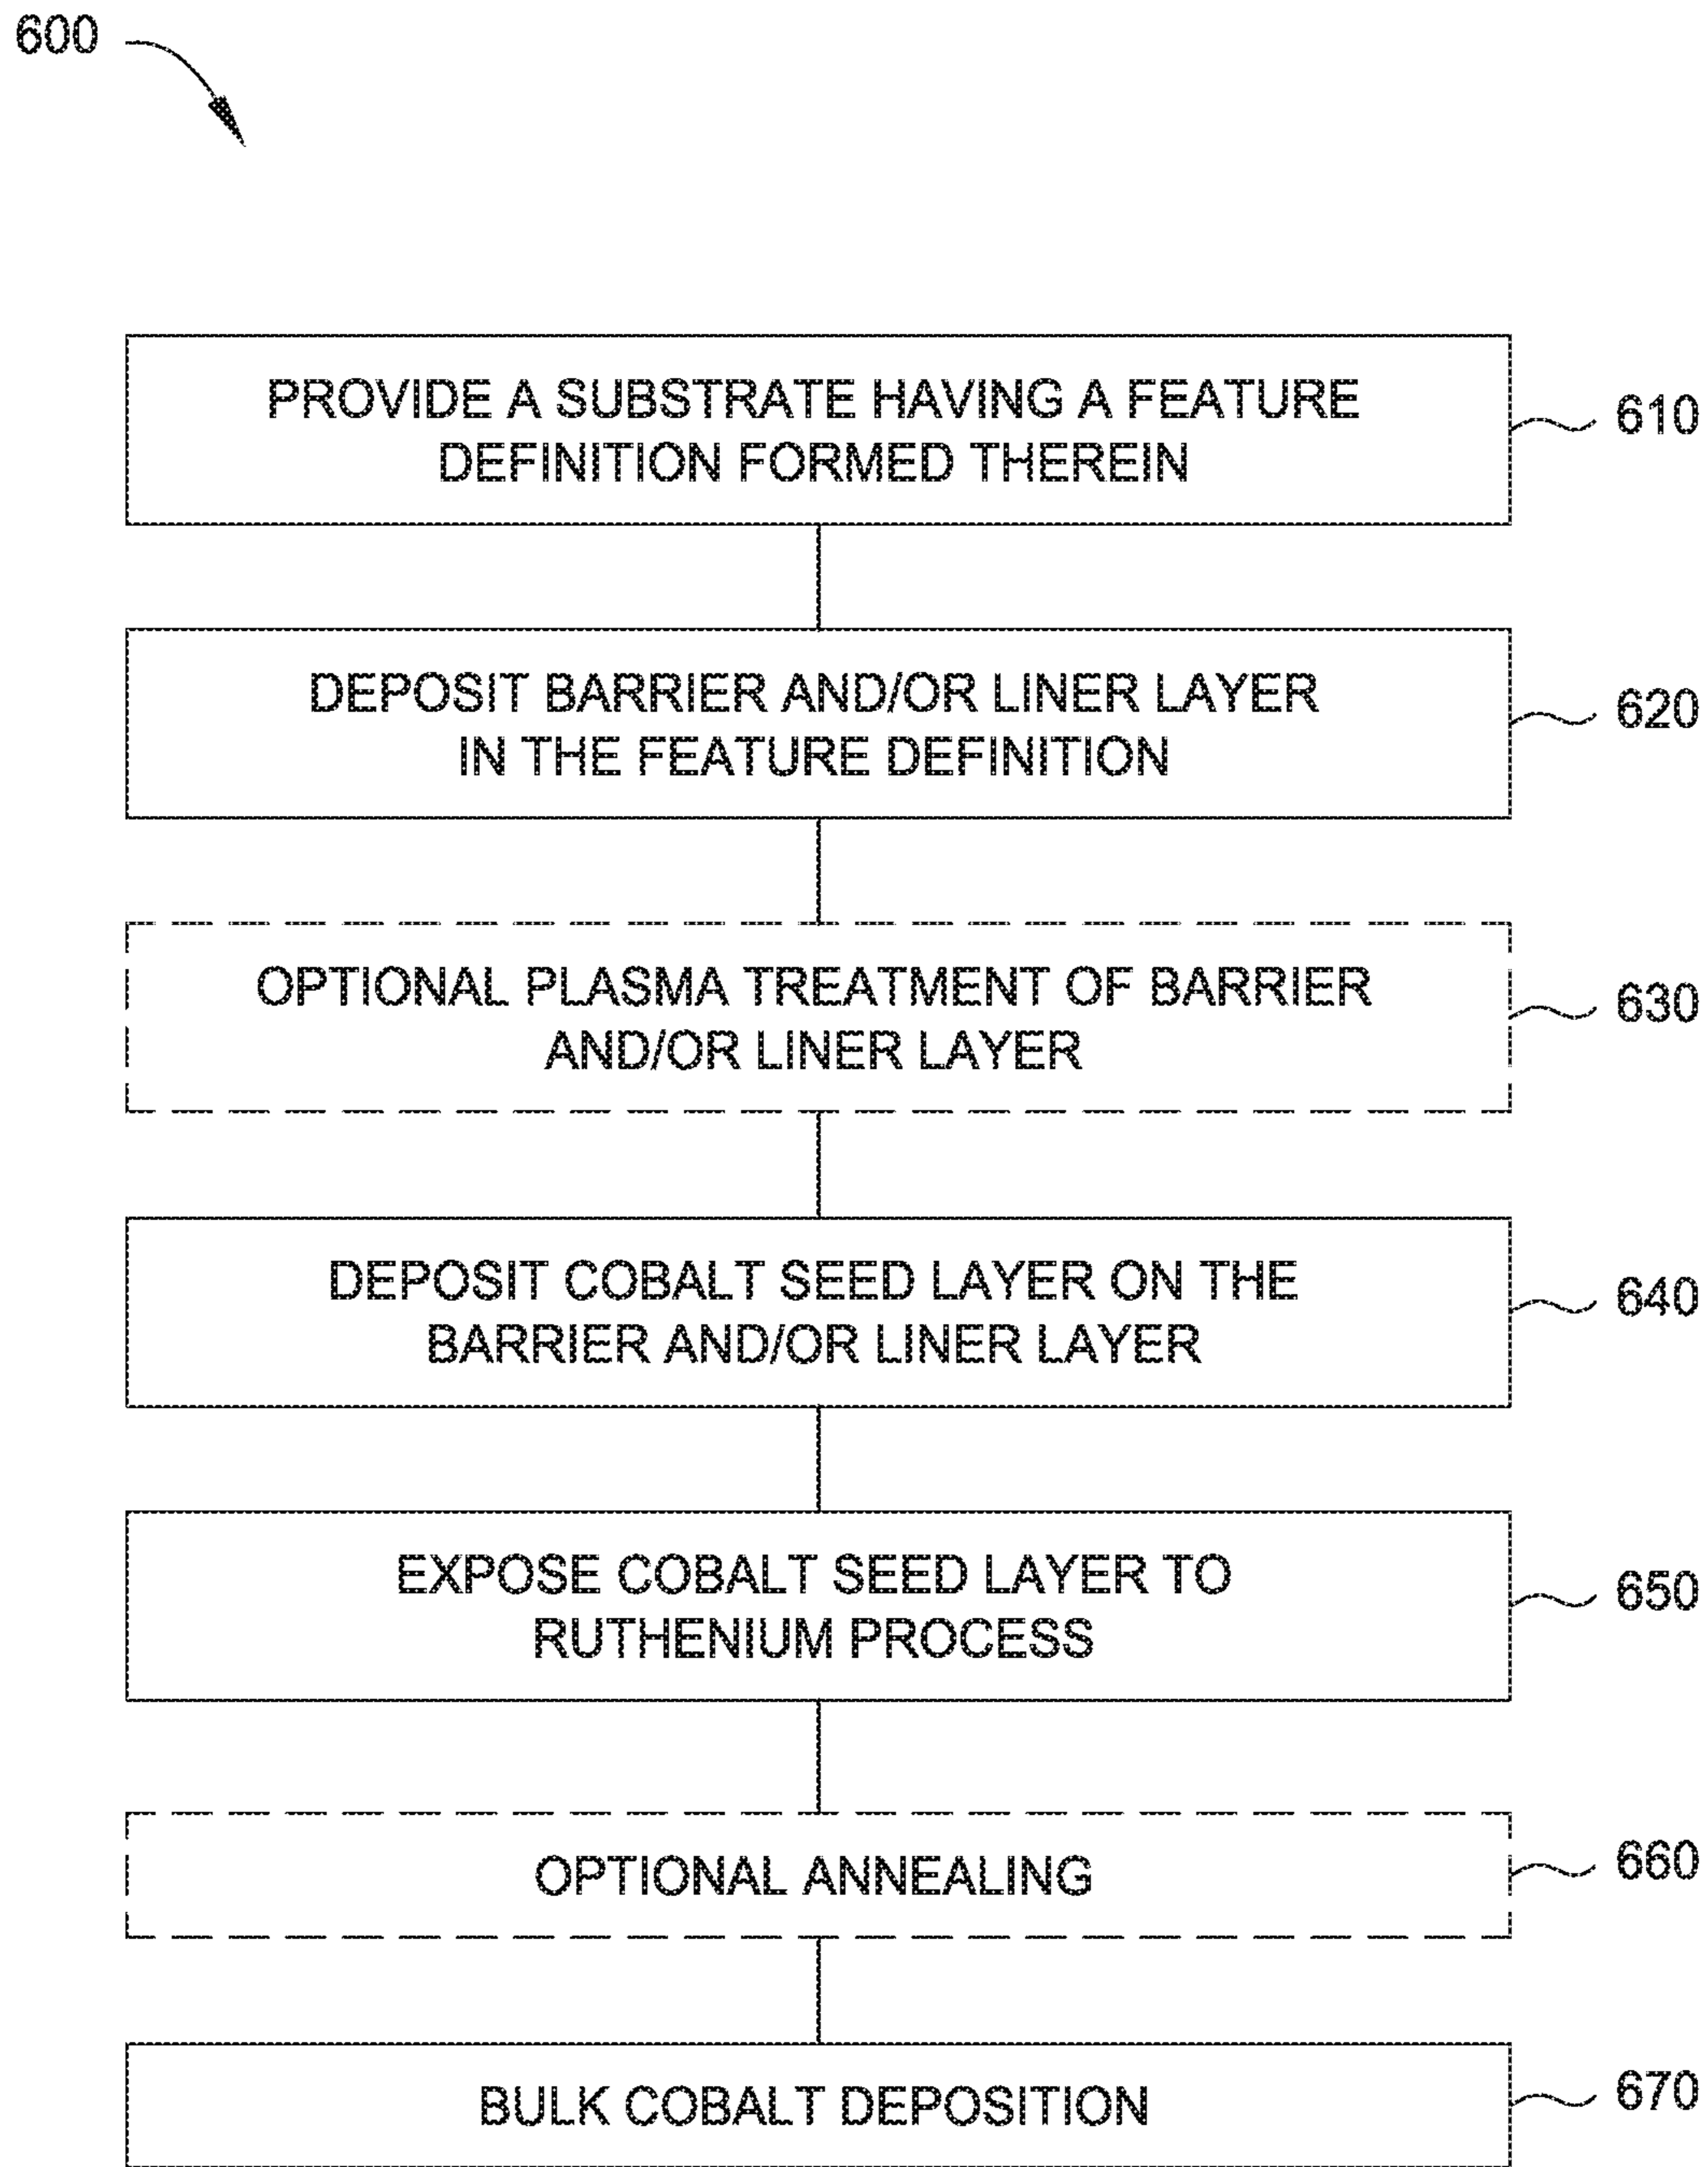 600
PROVIDE A SUBSTRATE HAVING A FEATURE
DEFINITION FORMED THEREIN
610
DEPOSIT BARRIER AND/OR LINER LAYER
IN THE FEATURE DEFINITION
620
OPTIONAL PLASMA TREATMENT OF BARRIER
AND/OR LINER LAYER
630
DEPOSIT COBALT SEED LAYER ON THE
BARRIER AND/OR LINER LAYER
640
EXPOSE COBALT SEED LAYER TO
RUTHENIUM PROCESS
650
OPTIONAL ANNEALING
660
BULK COBALT DEPOSITION
670